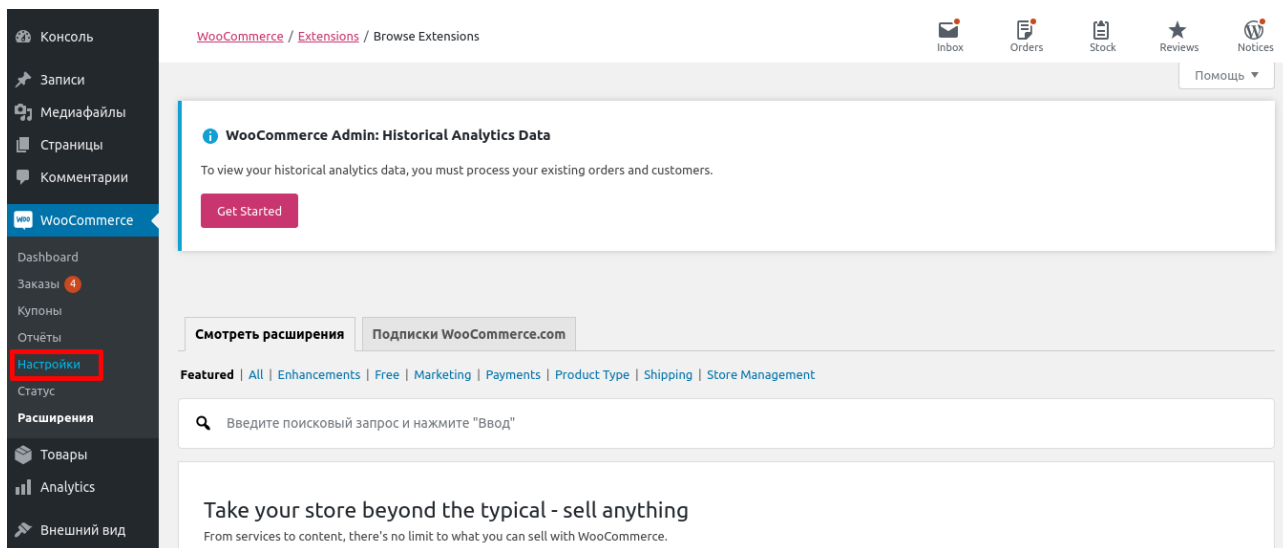 Консоль
Записи
Медиафайлы
Страницы
Комментарии
WooCommerce
Dashboard
Заказы 4
Купоны
Отчёты
Настройки
Статус
Расширения
Товары
Analytics
Внешний вид
WooCommerce / Extensions / Browse Extensions
Inbox Orders Stock Reviews Notices
Помощь
WooCommerce Admin: Historical Analytics Data
To view your historical analytics data, you must process your existing orders and customers.
Get Started
Смотреть расширения Подписки WooCommerce.com
Featured | All | Enhancements | Free | Marketing | Payments | Product Type | Shipping | Store Management
Введите поисковый запрос и нажмите "Ввод"
Take your store beyond the typical - sell anything
From services to content, there's no limit to what you can sell with WooCommerce.